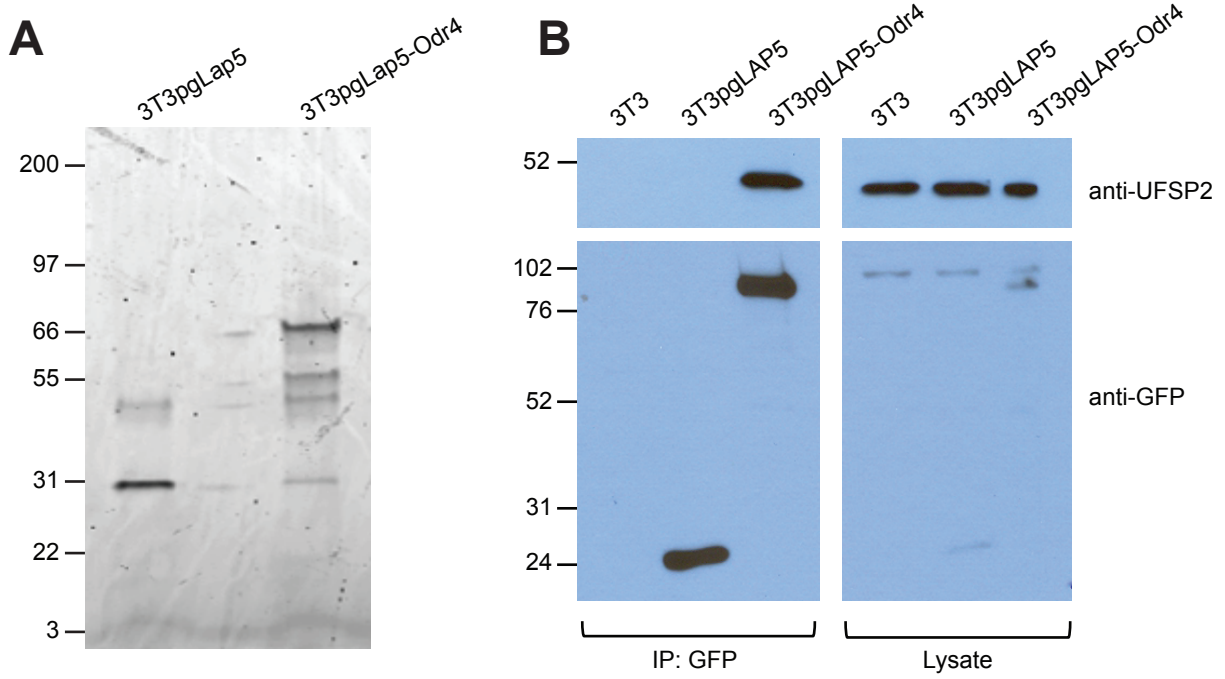 A
3T3pgLap5
3T3pgLap5-Odr4
200
97
66
55
31
22
3
B
3T3
3T3pgLAP5
3T3pgLAP5-Odr4
3T3
3T3pgLAP5
3T3pgLAP5-Odr4
52
anti-UFSP2
102
76
52
31
24
anti-GFP
IP: GFP
Lysate